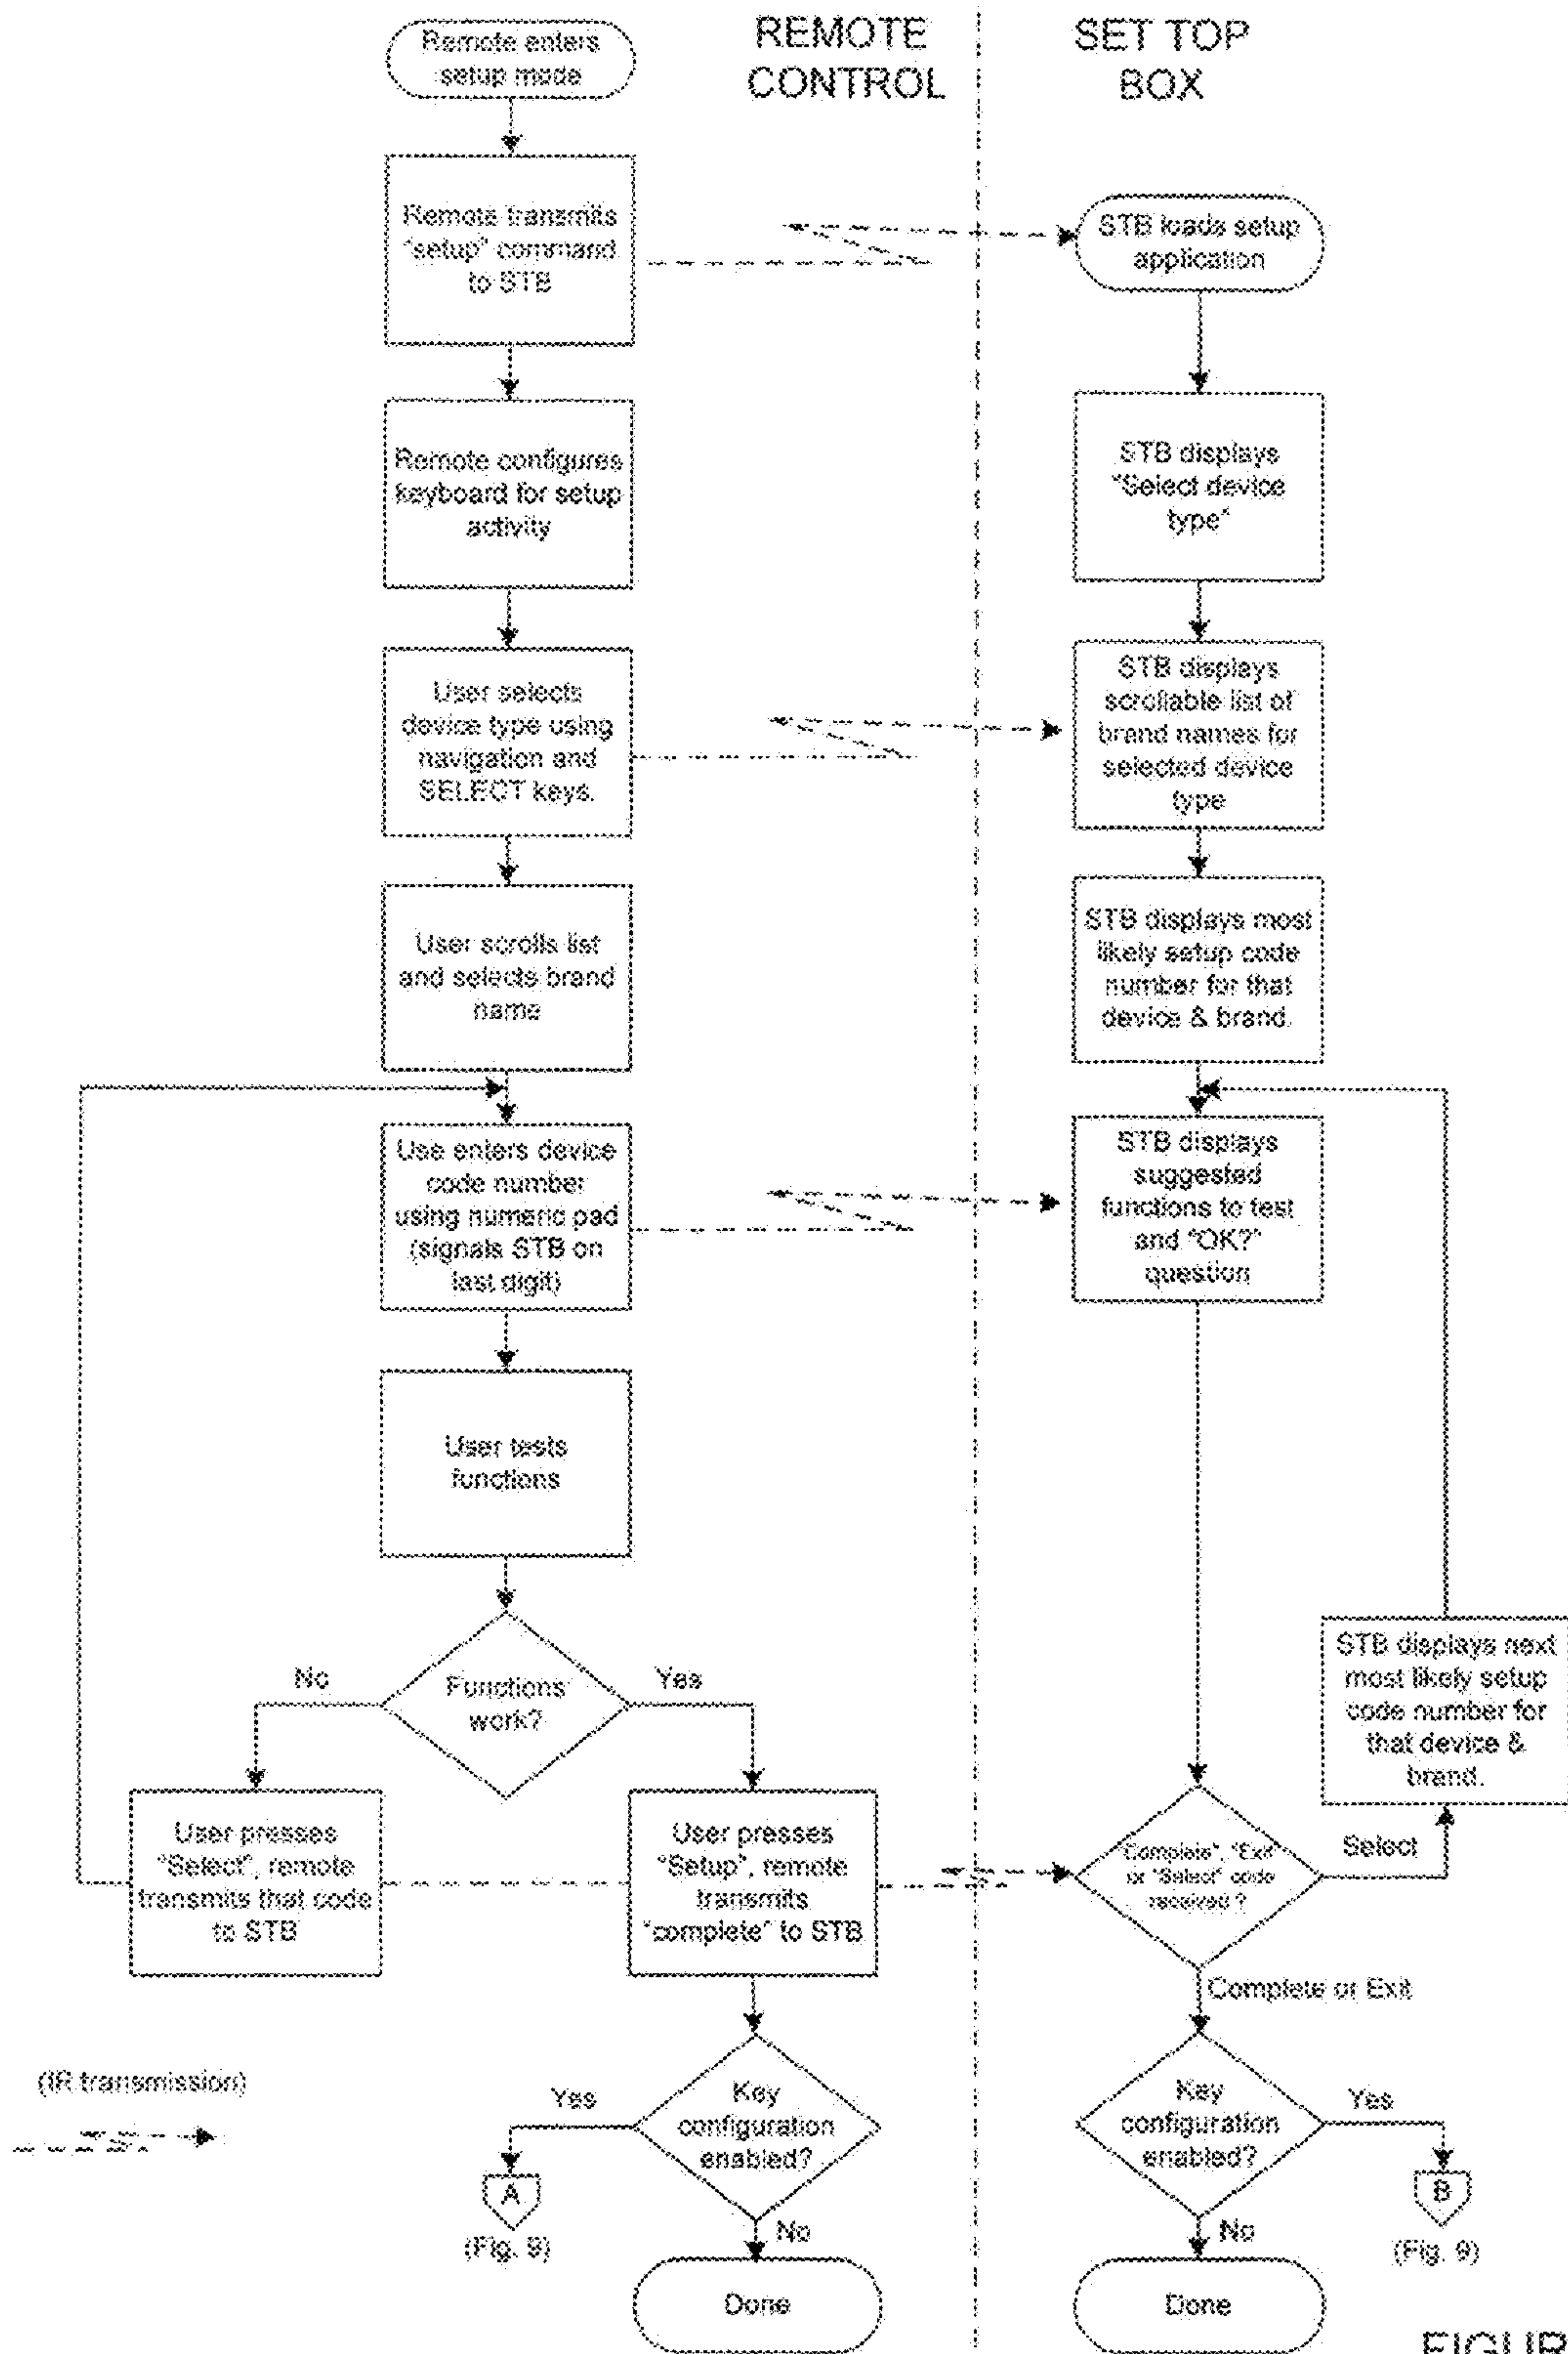 REMOTE
CONTROL
SET TOP
BOX
Remote enters
setup mode
Remote transmits
"setup" command
to STB
STB loads setup
application
Remote configures
keyboard for setup
activity
STB displays
"Select device
type"
User selects
device type using
navigation and
SELECT keys.
STB displays
scrollable list of
brand names for
selected device
type
User scrolls list
and selects brand
name
STB displays most
likely setup code
number for that
device & brand.
Use enters device
code number
using numeric pad
(signals STB on
last digit)
STB displays
suggested
functions to test
and "OK?"
question
User tests
functions
Functions
work?
No
Yes
STB displays next
most likely setup
code number for
that device &
brand.
User presses
"Select", remote
transmits that code
to STB
User presses
"Setup", remote
transmits
"complete" to STB
"Complete", "Exit"
or "Select" code
received ?
Select
Complete or Exit
(IR transmission)
Yes
Key
configuration
enabled?
Key
configuration
enabled?
Yes
A
(Fig. 9)
No
No
B
(Fig. 9)
Done
Done
FIGUR